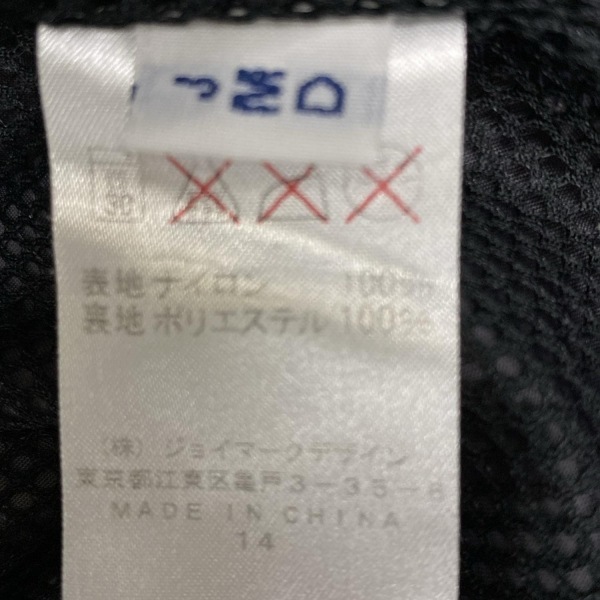 JMD
30
表地 ナイロン 100%
裏地 ポリエステル 100%
(株) ジョイマークデザイン
東京都江東区亀戸3-35-8
MADE IN CHINA
14